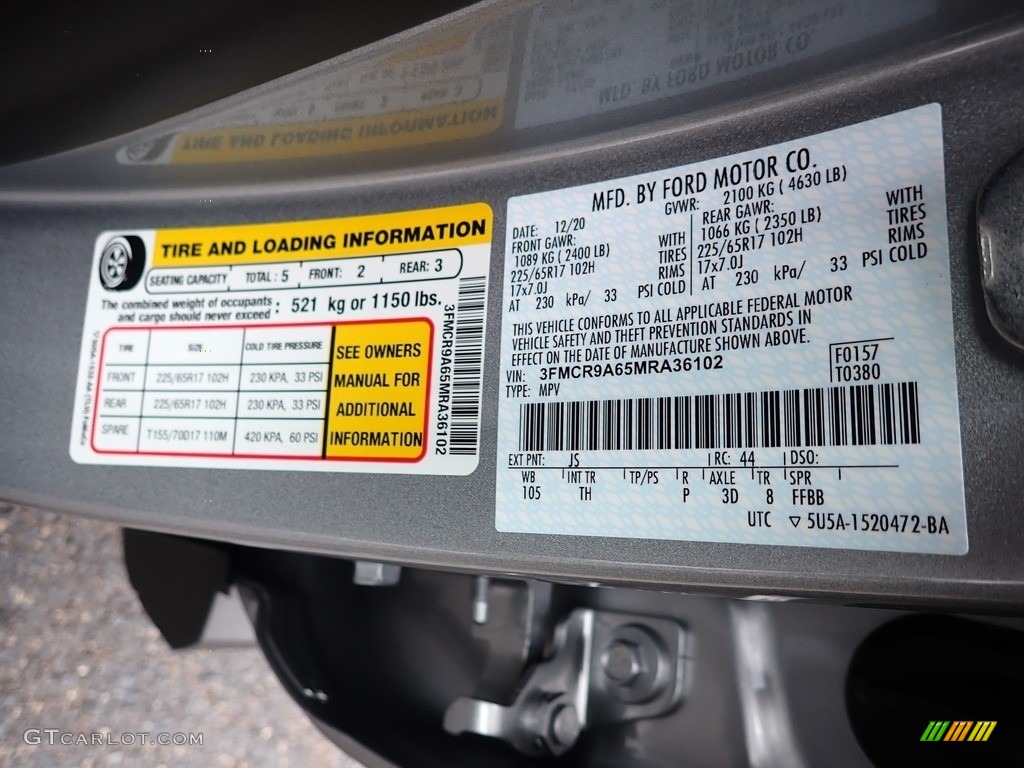 TIRE AND LOADING INFORMATION
SEATING CAPACITY TOTAL : 5 FRONT: 2 REAR: 3
The combined weight of occupants and cargo should never exceed : 521 kg or 1150 lbs.
TIRE SIZE COLD TIRE PRESSURE
FRONT 225/65R17 102H 230 KPA, 33 PSI
REAR 225/65R17 102H 230 KPA, 33 PSI
SPARE T155/70D17 110M 420 KPA, 60 PSI
SEE OWNERS
MANUAL FOR
ADDITIONAL
INFORMATION
3FMCR9A65MRA36102
MFD. BY FORD MOTOR CO.
DATE: 12/20 GVWR: 2100 KG ( 4630 LB)
FRONT GAWR: REAR GAWR:
1089 KG ( 2400 LB) WITH 1066 KG ( 2350 LB) WITH
225/65R17 102H TIRES 225/65R17 102H TIRES
17x7.0J RIMS 17x7.0J RIMS
AT 230 kPa/ 33 PSI COLD AT 230 kPa/ 33 PSI COLD
THIS VEHICLE CONFORMS TO ALL APPLICABLE FEDERAL MOTOR
VEHICLE SAFETY AND THEFT PREVENTION STANDARDS IN
EFFECT ON THE DATE OF MANUFACTURE SHOWN ABOVE.
VIN: 3FMCR9A65MRA36102
TYPE: MPV
F0157
T0380
EXT PNT: JS RC: 44 DSO:
WB INT TR TP/PS R AXLE TR SPR
105 TH P 3D 8 FFBB
UTC 5U5A-1520472-BA
GTCARLOT.COM